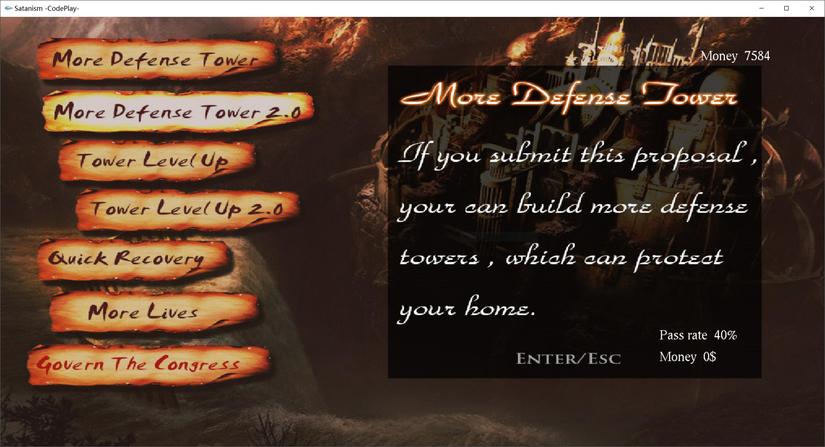 Satanism -CodePlay-
Money 7584
More Defense Tower
More Defense Tower 2.0
Tower Level Up
Tower Level Up 2.0
Quick Recovery
More Lives
Govern The Congress
More Defense Tower
If you submit this proposal ,
your can build more defense
towers , which can protect
your home.
Pass rate 40%
Money 0$
Enter/Esc